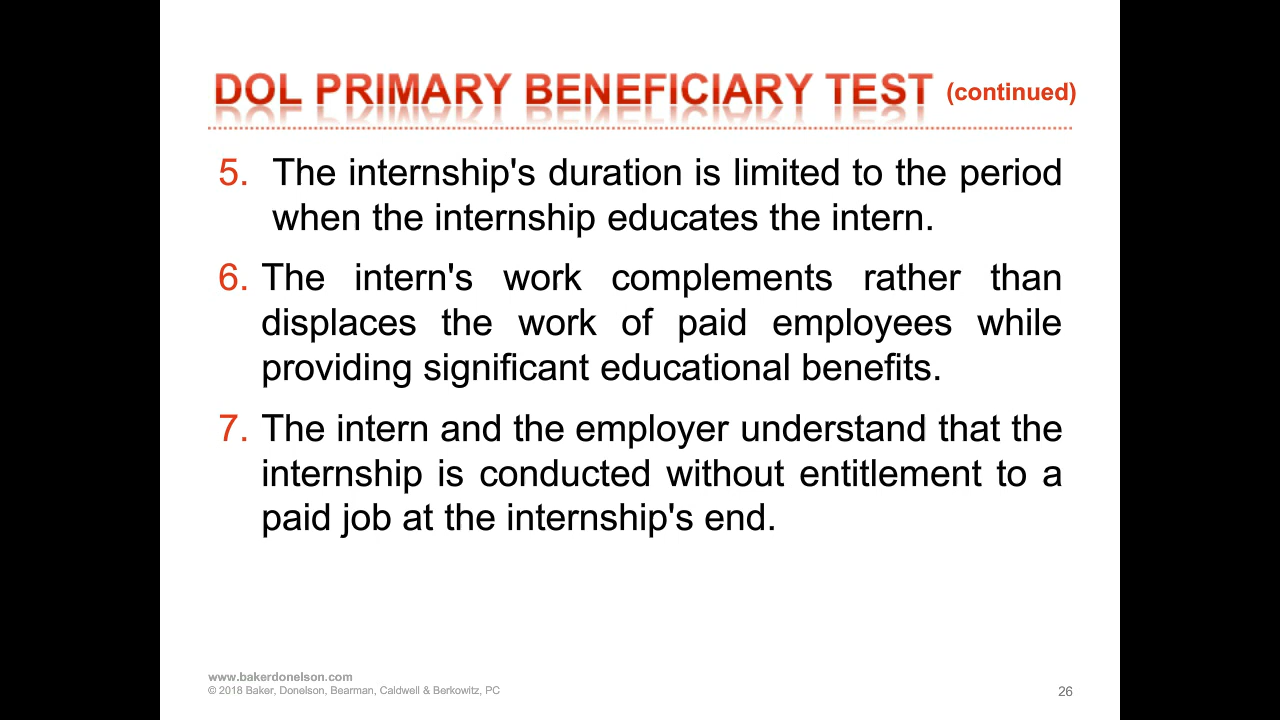 DOL PRIMARY BENEFICIARY TEST (continued)
5. The internship's duration is limited to the period
when the internship educates the intern.
6. The intern's work complements rather than
displaces the work of paid employees while
providing significant educational benefits.
7. The intern and the employer understand that the
internship is conducted without entitlement to a
paid job at the internship's end.
www.bakerdonelson.com
© 2018 Baker, Donelson, Bearman, Caldwell & Berkowitz, PC
26